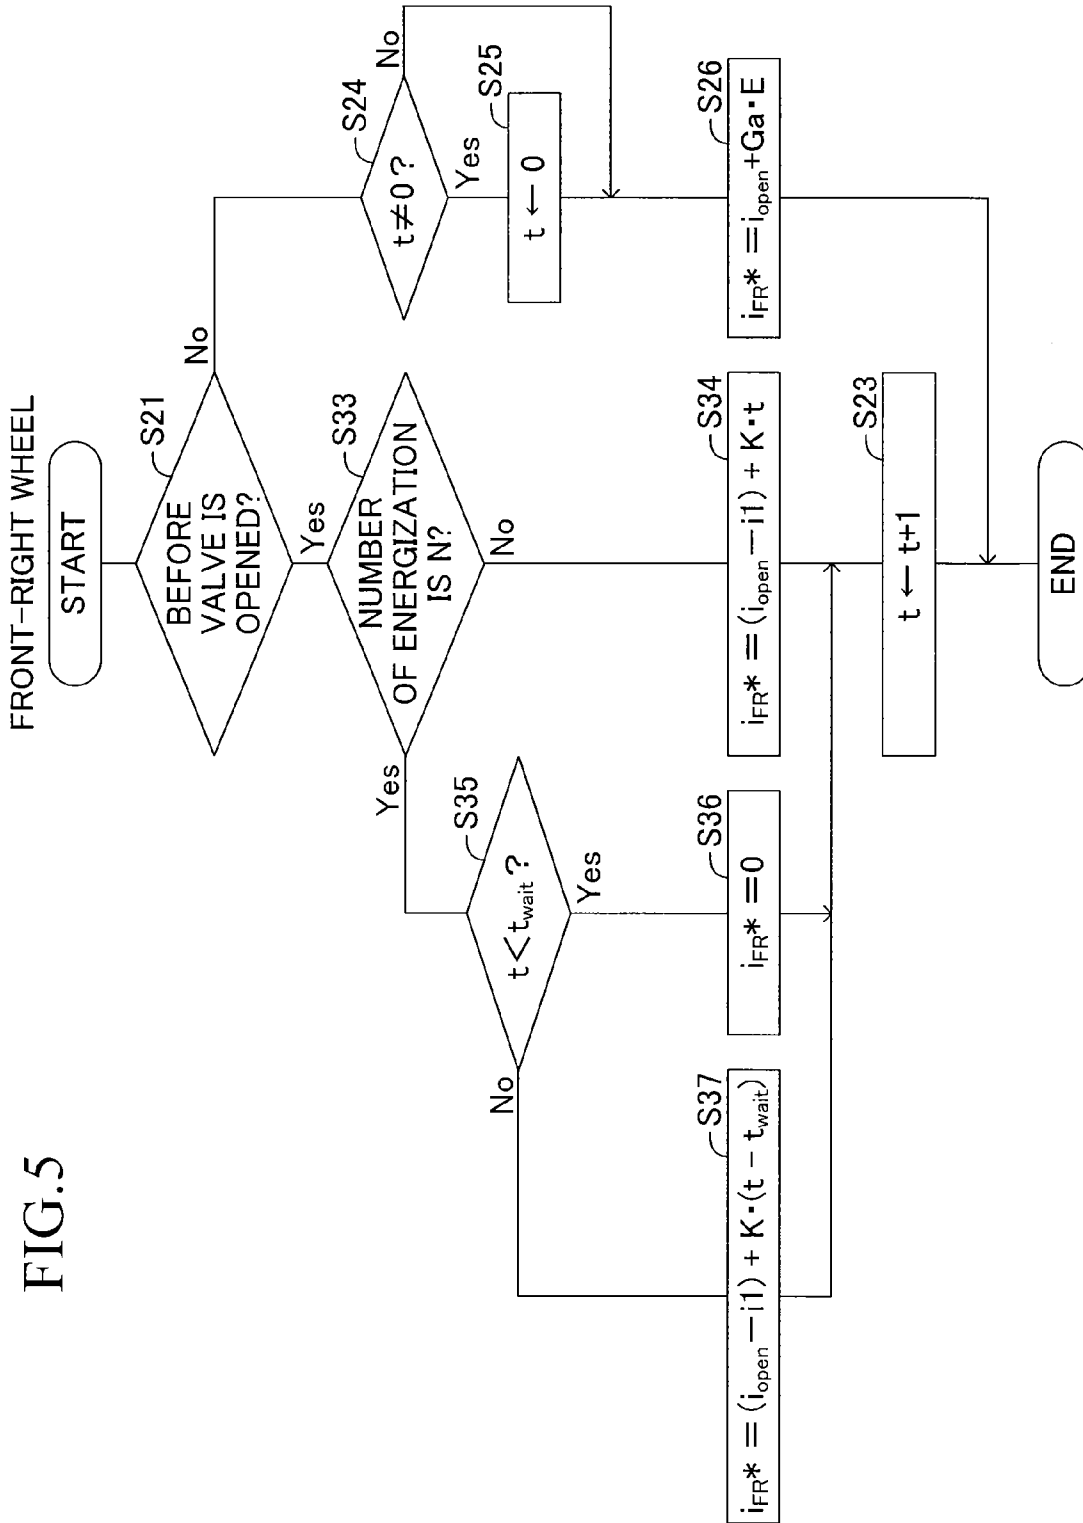 FIG.5
FRONT-RIGHT WHEEL
START
S21
BEFORE
VALVE IS
OPENED?
No
Yes
S33
NUMBER
OF ENERGIZATION
IS N?
Yes
No
S24
t≠0?
No
Yes
S25
t ← 0
S35
t<t_wait?
No
Yes
S37
i_FR* = (i_open − i1) + K·(t − t_wait)
S36
i_FR* = 0
S34
i_FR* = (i_open − i1) + K·t
S26
i_FR* = i_open + Ga·E
S23
t ← t+1
END